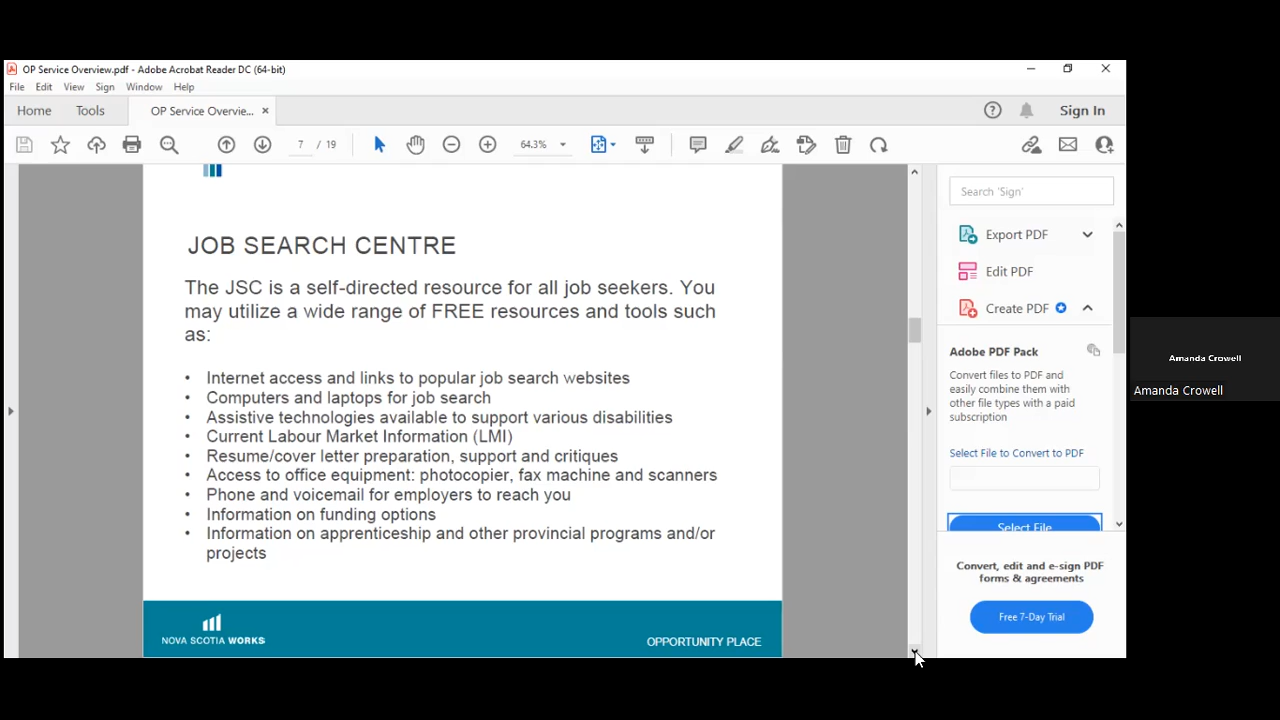 OP Service Overview.pdf - Adobe Acrobat Reader DC (64-bit)
File Edit View Sign Window Help
Home Tools OP Service Overvie... × Sign In
7 / 19 64.3%
JOB SEARCH CENTRE
The JSC is a self-directed resource for all job seekers. You
may utilize a wide range of FREE resources and tools such
as:
• Internet access and links to popular job search websites
• Computers and laptops for job search
• Assistive technologies available to support various disabilities
• Current Labour Market Information (LMI)
• Resume/cover letter preparation, support and critiques
• Access to office equipment: photocopier, fax machine and scanners
• Phone and voicemail for employers to reach you
• Information on funding options
• Information on apprenticeship and other provincial programs and/or
projects
NOVA SCOTIA WORKS
OPPORTUNITY PLACE
Search 'Sign'
Export PDF
Edit PDF
Create PDF
Adobe PDF Pack
Convert files to PDF and
easily combine them with
other file types with a paid
subscription
Select File to Convert to PDF
Select File
Convert, edit and e-sign PDF
forms & agreements
Free 7-Day Trial
Amanda Crowell
Amanda Crowell